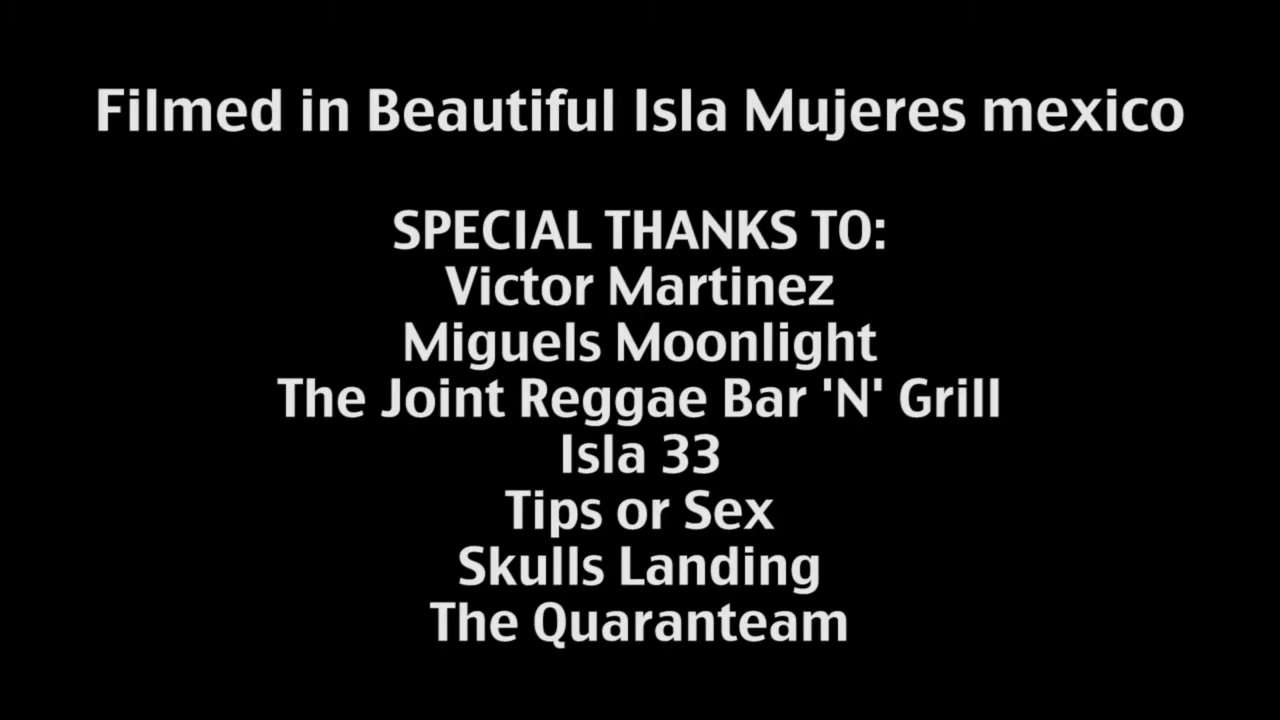 Filmed in Beautiful Isla Mujeres mexico
SPECIAL THANKS TO:
Victor Martinez
Miguels Moonlight
The Joint Reggae Bar 'N' Grill
Isla 33
Tips or Sex
Skulls Landing
The Quaranteam